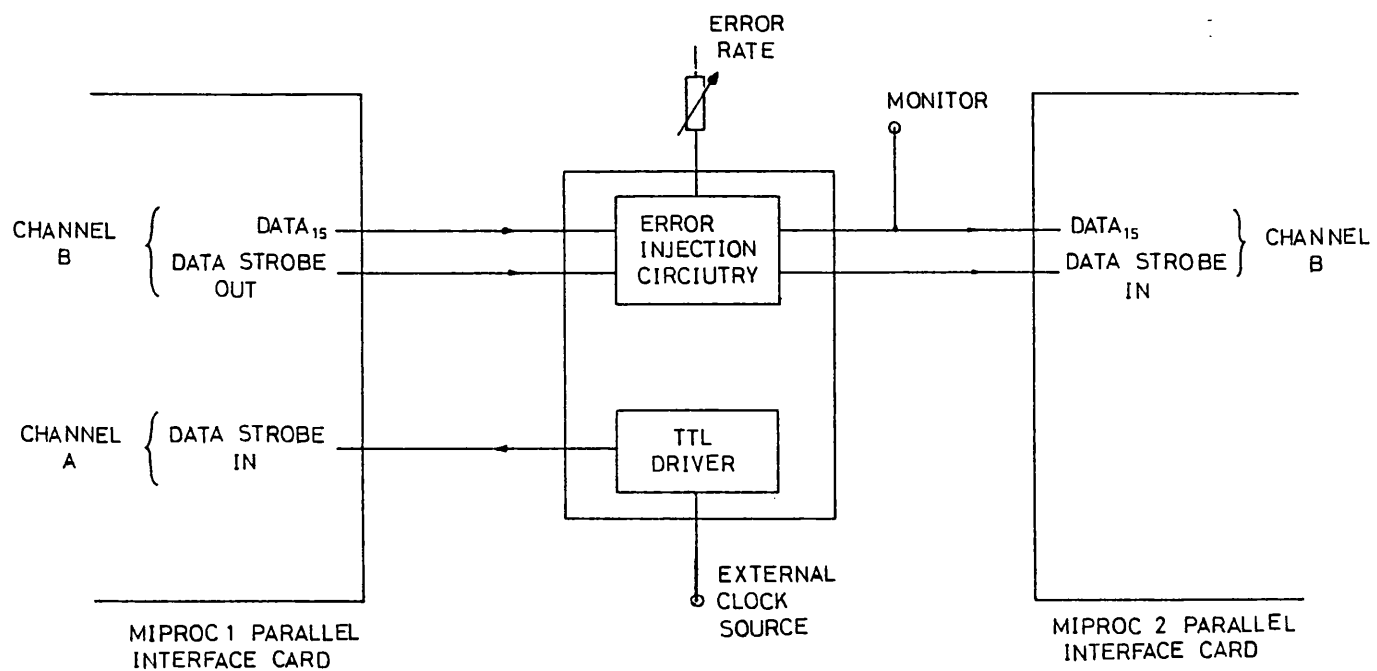 ERROR
RATE
MONITOR
CHANNEL
B
DATA₁₅
DATA STROBE
OUT
ERROR
INJECTION
CIRCIUTRY
DATA₁₅
DATA STROBE
IN
CHANNEL
B
CHANNEL
A
DATA STROBE
IN
TTL
DRIVER
EXTERNAL
CLOCK
SOURCE
MIPROC 1 PARALLEL
INTERFACE CARD
MIPROC 2 PARALLEL
INTERFACE CARD